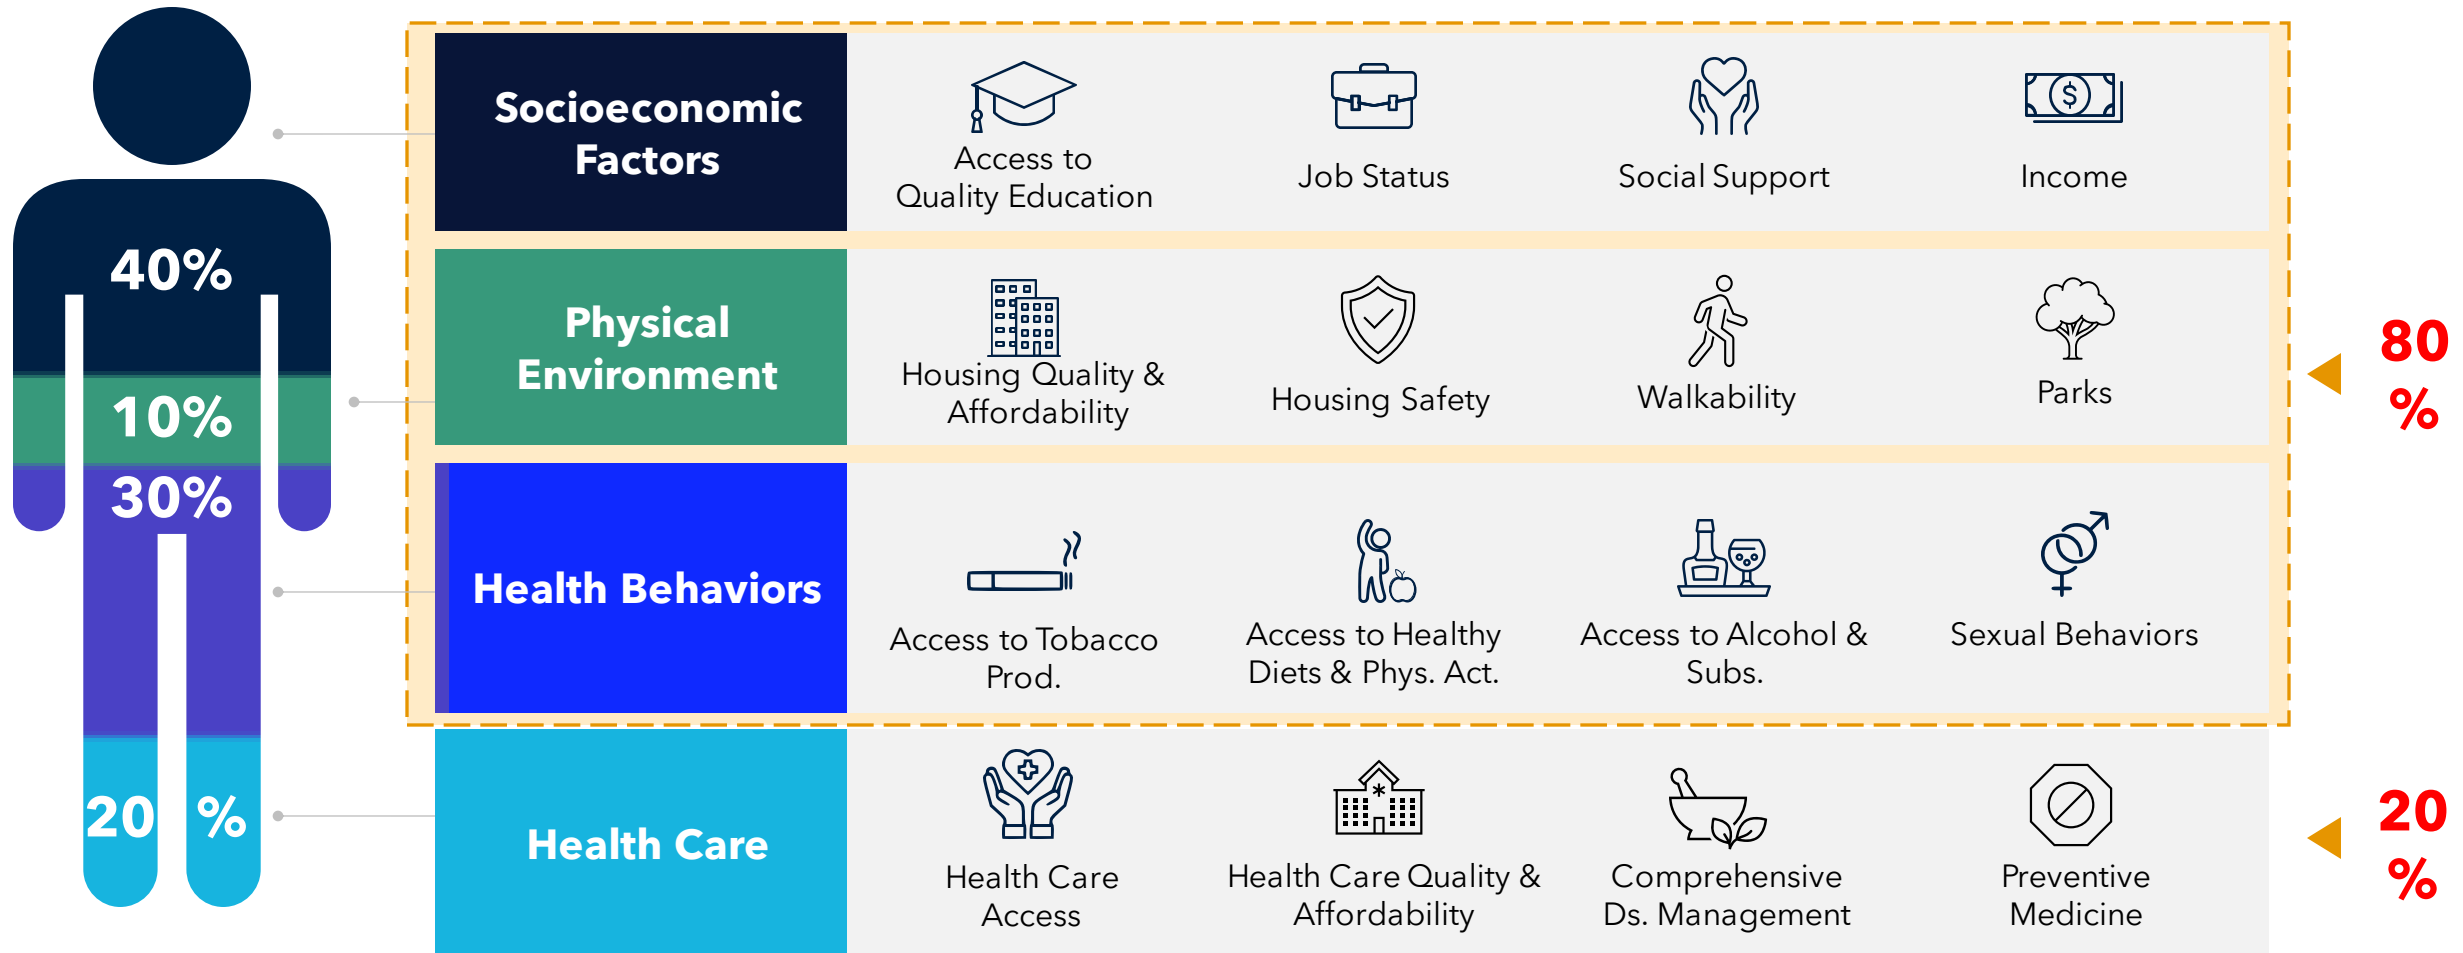 Socioeconomic
Factors
Access to
Quality Education
Job Status
Social Support
Income
40%
Physical
Environment
Housing Quality &
Affordability
Housing Safety
Walkability
Parks
10%
80
%
30%
Health Behaviors
Access to Tobacco
Prod.
Access to Healthy
Diets & Phys. Act.
Access to Alcohol &
Subs.
Sexual Behaviors
20 %
Health Care
Health Care
Access
Health Care Quality &
Affordability
Comprehensive
Ds. Management
Preventive
Medicine
20
%